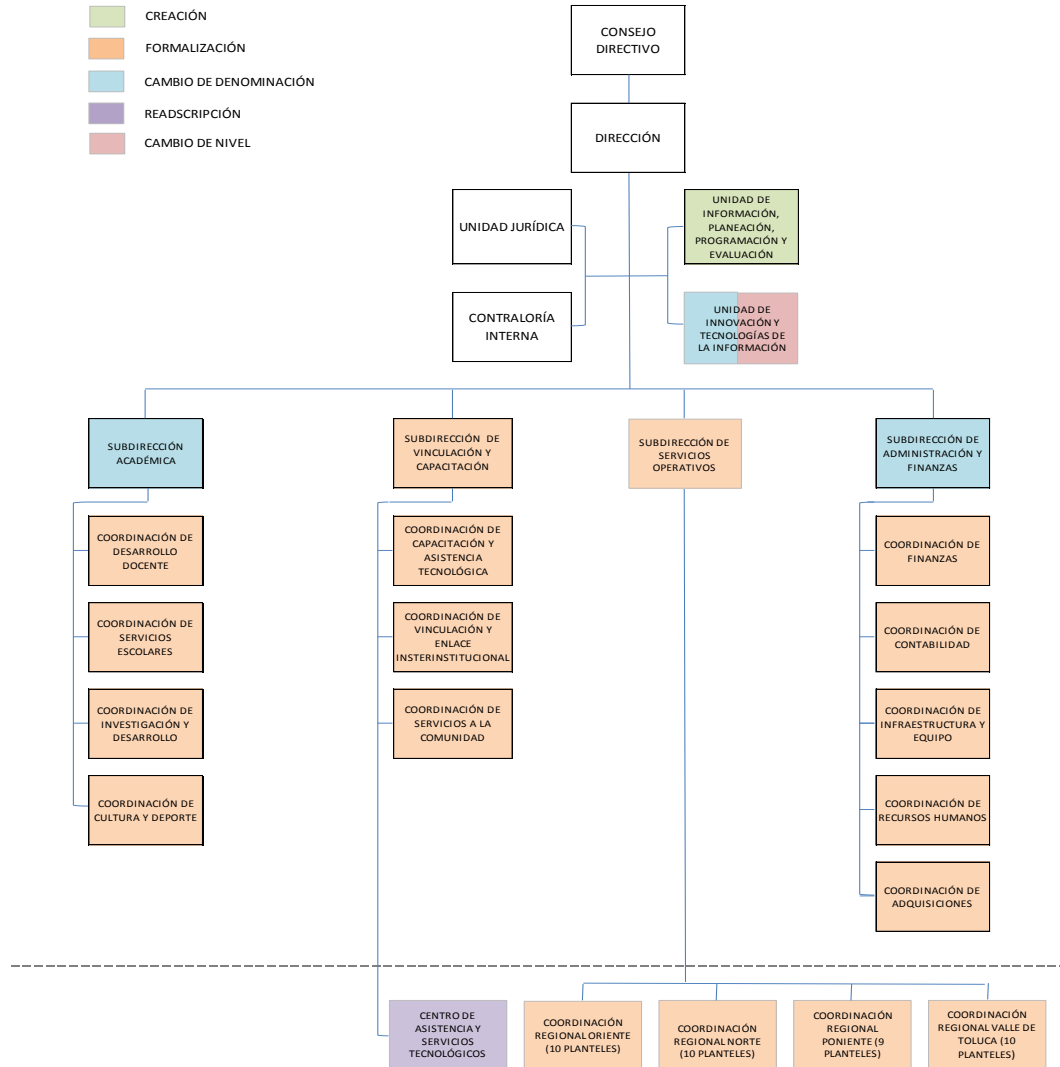 CREACIÓN
FORMALIZACIÓN
CAMBIO DE DENOMINACIÓN
READSCRIPCIÓN
CAMBIO DE NIVEL
CONSEJO
DIRECTIVO
DIRECCIÓN
UNIDAD JURÍDICA
UNIDAD DE
INFORMACIÓN,
PLANEACIÓN,
PROGRAMACIÓN Y
EVALUACIÓN
CONTRALORÍA
INTERNA
UNIDAD DE
INNOVACIÓN Y
TECNOLOGÍAS DE
LA INFORMACIÓN
SUBDIRECCIÓN
ACADÉMICA
SUBDIRECCIÓN DE
VINCULACIÓN Y
CAPACITACIÓN
SUBDIRECCIÓN DE
SERVICIOS
OPERATIVOS
SUBDIRECCIÓN DE
ADMINISTRACIÓN Y
FINANZAS
COORDINACIÓN DE
DESARROLLO
DOCENTE
COORDINACIÓN DE
SERVICIOS
ESCOLARES
COORDINACIÓN DE
INVESTIGACIÓN Y
DESARROLLO
COORDINACIÓN DE
CULTURA Y DEPORTE
COORDINACIÓN DE
CAPACITACIÓN Y
ASISTENCIA
TECNOLÓGICA
COORDINACIÓN DE
VINCULACIÓN Y
ENLACE
INSTERINSTITUCIONAL
COORDINACIÓN DE
SERVICIOS A LA
COMUNIDAD
COORDINACIÓN DE
FINANZAS
COORDINACIÓN DE
CONTABILIDAD
COORDINACIÓN DE
INFRAESTRUCTURA Y
EQUIPO
COORDINACIÓN DE
RECURSOS HUMANOS
COORDINACIÓN DE
ADQUISICIONES
CENTRO DE
ASISTENCIA Y
SERVICIOS
TECNOLÓGICOS
COORDINACIÓN
REGIONAL ORIENTE
(10 PLANTELES)
COORDINACIÓN
REGIONAL NORTE
(10 PLANTELES)
COORDINACIÓN
REGIONAL
PONIENTE (9
PLANTELES)
COORDINACIÓN
REGIONAL VALLE DE
TOLUCA (10
PLANTELES)